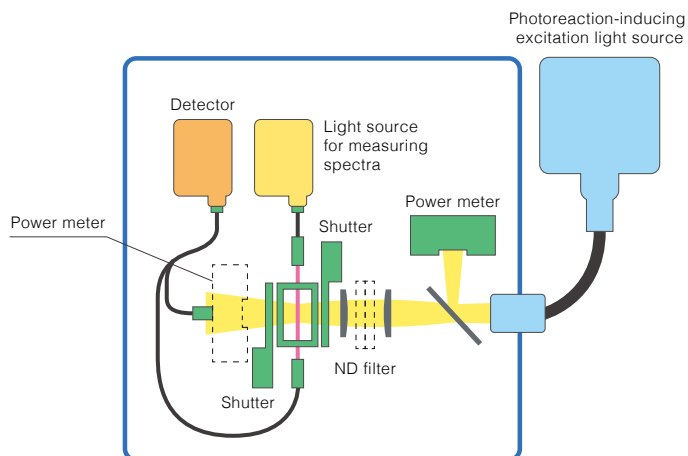 Photoreaction-inducing
excitation light source
Detector
Light source
for measuring
spectra
Power meter
Power meter
Shutter
ND filter
Shutter